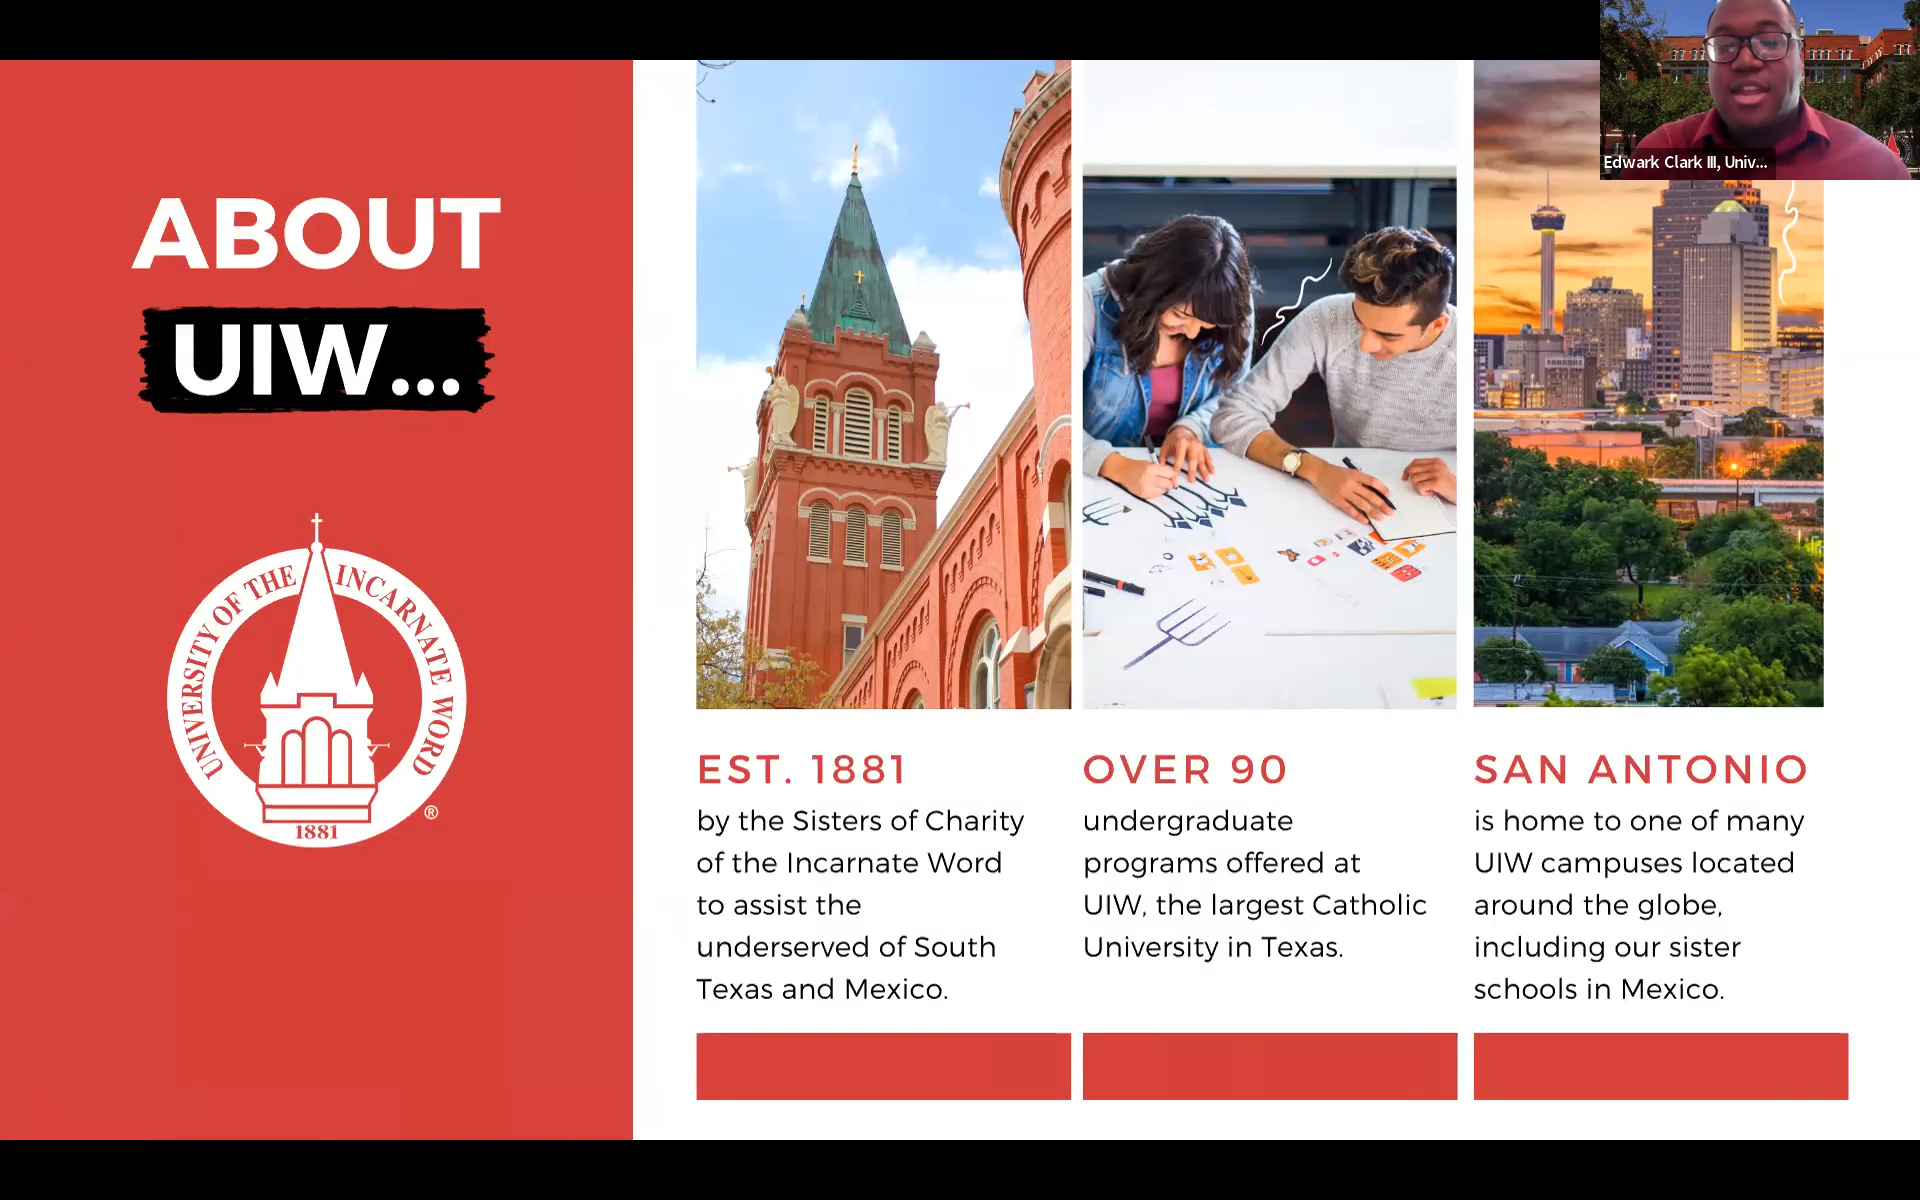 Edwark Clark III, Univ...
ABOUT
UIW...
UNIVERSITY OF THE INCARNATE WORD
1881
®
EST. 1881
by the Sisters of Charity
of the Incarnate Word
to assist the
underserved of South
Texas and Mexico.
OVER 90
undergraduate
programs offered at
UIW, the largest Catholic
University in Texas.
SAN ANTONIO
is home to one of many
UIW campuses located
around the globe,
including our sister
schools in Mexico.